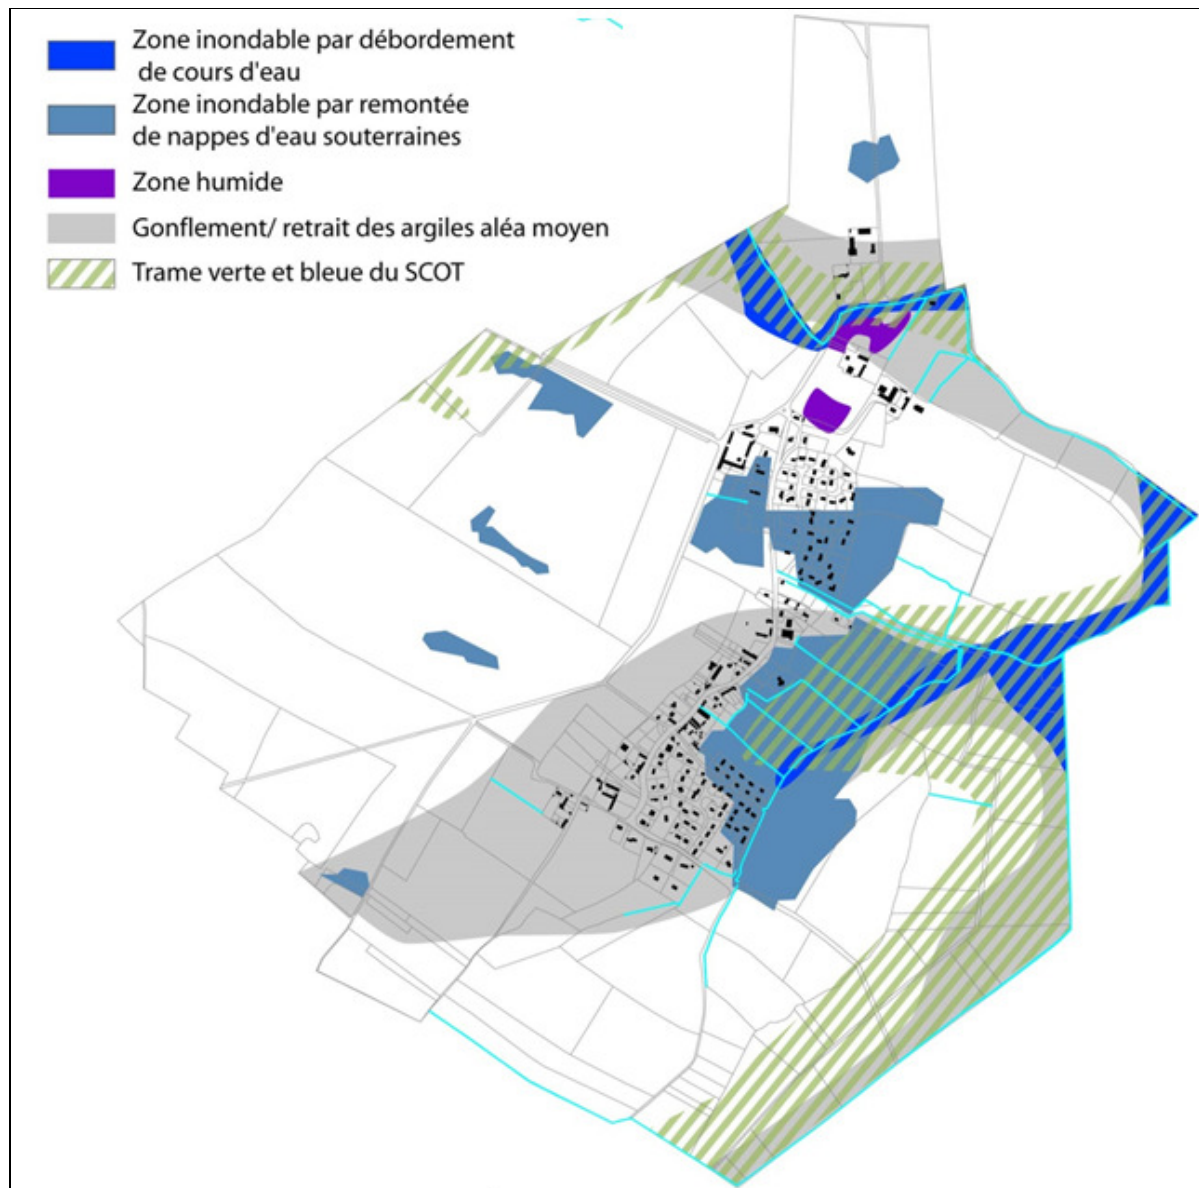 Zone inondable par débordement
de cours d'eau
Zone inondable par remontée
de nappes d'eau souterraines
Zone humide
Gonflement/ retrait des argiles aléa moyen
Trame verte et bleue du SCOT